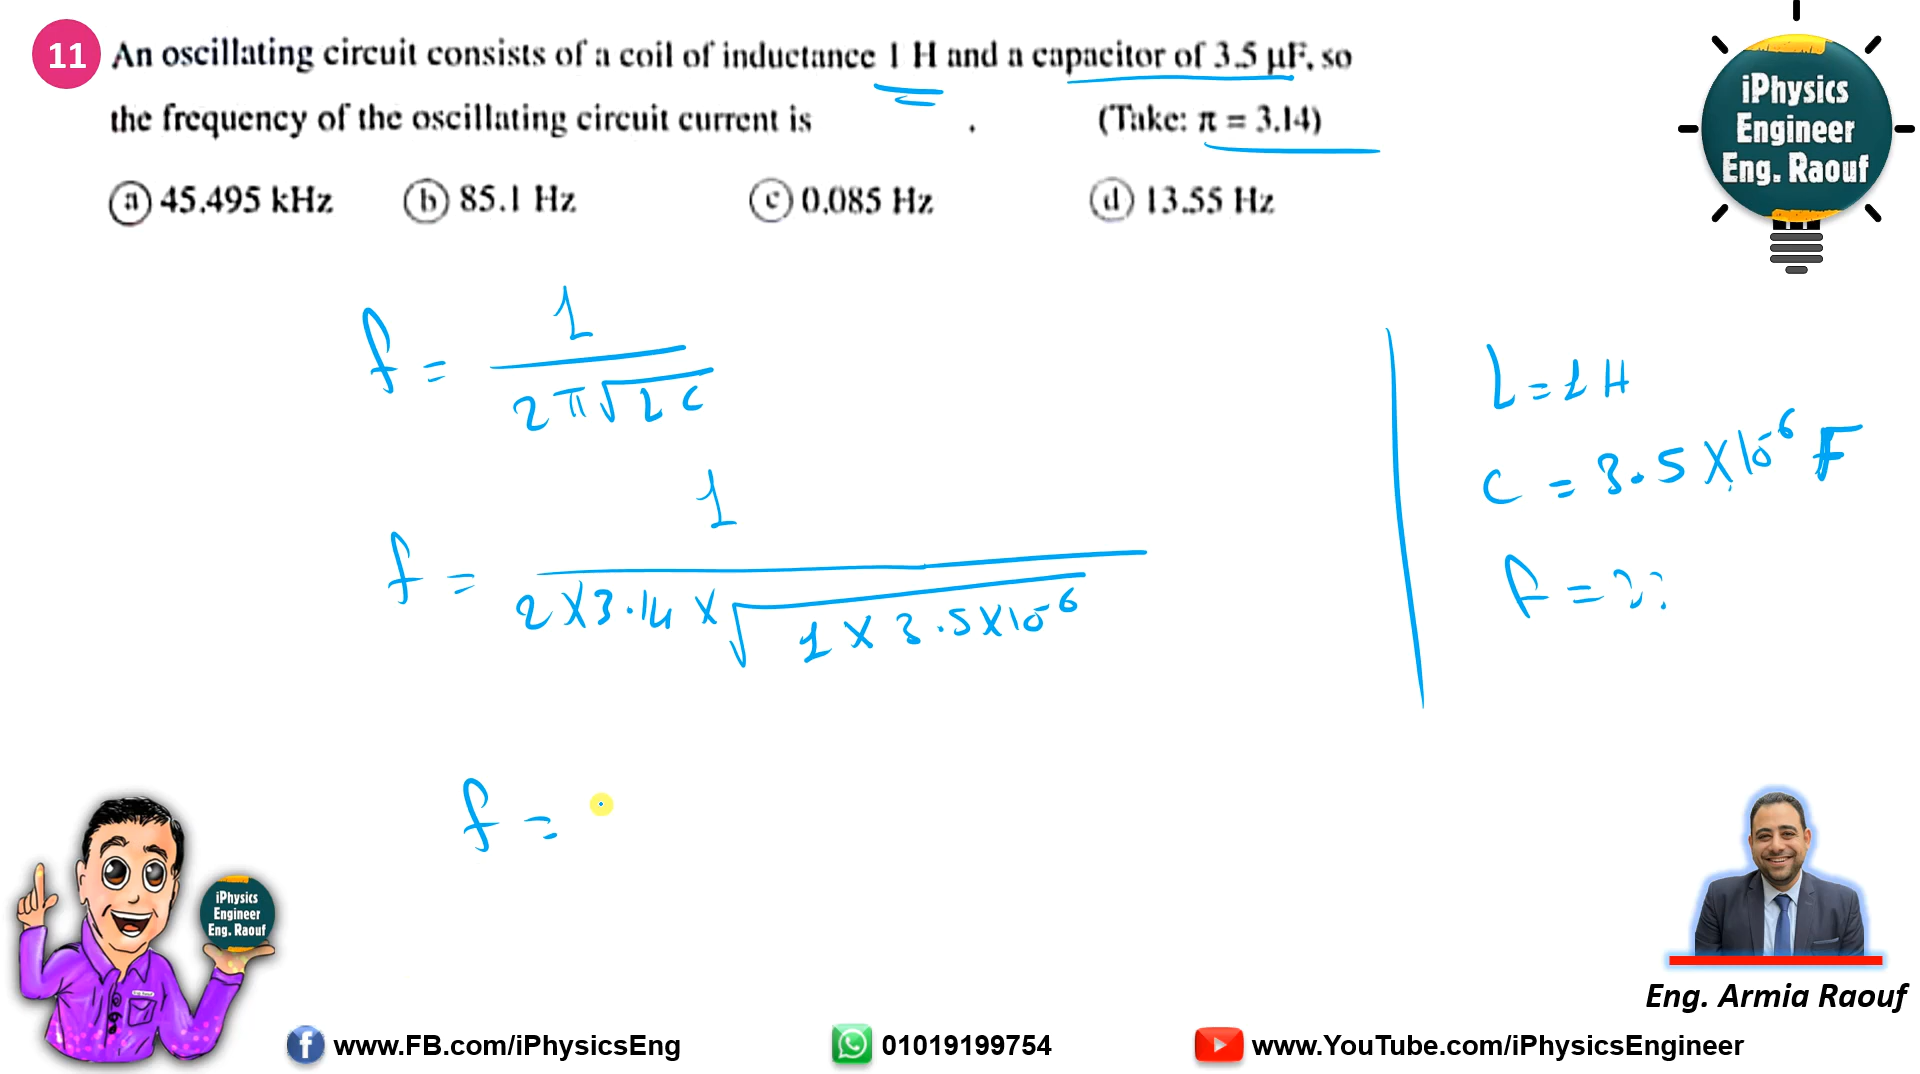 11 An oscillating circuit consists of a coil of inductance 1 H and a capacitor of 3.5 µF, so
the frequency of the oscillating circuit current is . (Take: π = 3.14)
a 45.495 kHz b 85.1 Hz c 0.085 Hz d 13.55 Hz
iPhysics
Engineer
Eng. Raouf
f = 1 / 2π√LC
L = 1 H
C = 3.5 × 10⁻⁶ F
f = 1 / 2 × 3.14 × √1 × 3.5 × 10⁻⁶
f = ??
f =
iPhysics
Engineer
Eng. Raouf
Eng. Armia Raouf
www.FB.com/iPhysicsEng 01019199754 www.YouTube.com/iPhysicsEngineer